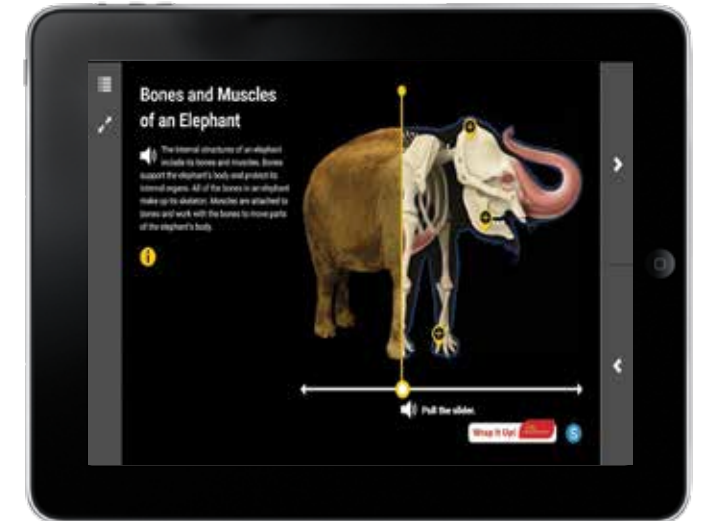 Bones and Muscles
of an Elephant
The internal structures of an elephant
include its bones and muscles. Bones
support the elephant's body and protect its
internal organs. All of the bones in an elephant
make up its skeleton. Muscles are attached to
bones and work with the bones to move parts
of the elephant's body.
i
Pull the slider.
Wrap It Up!
S